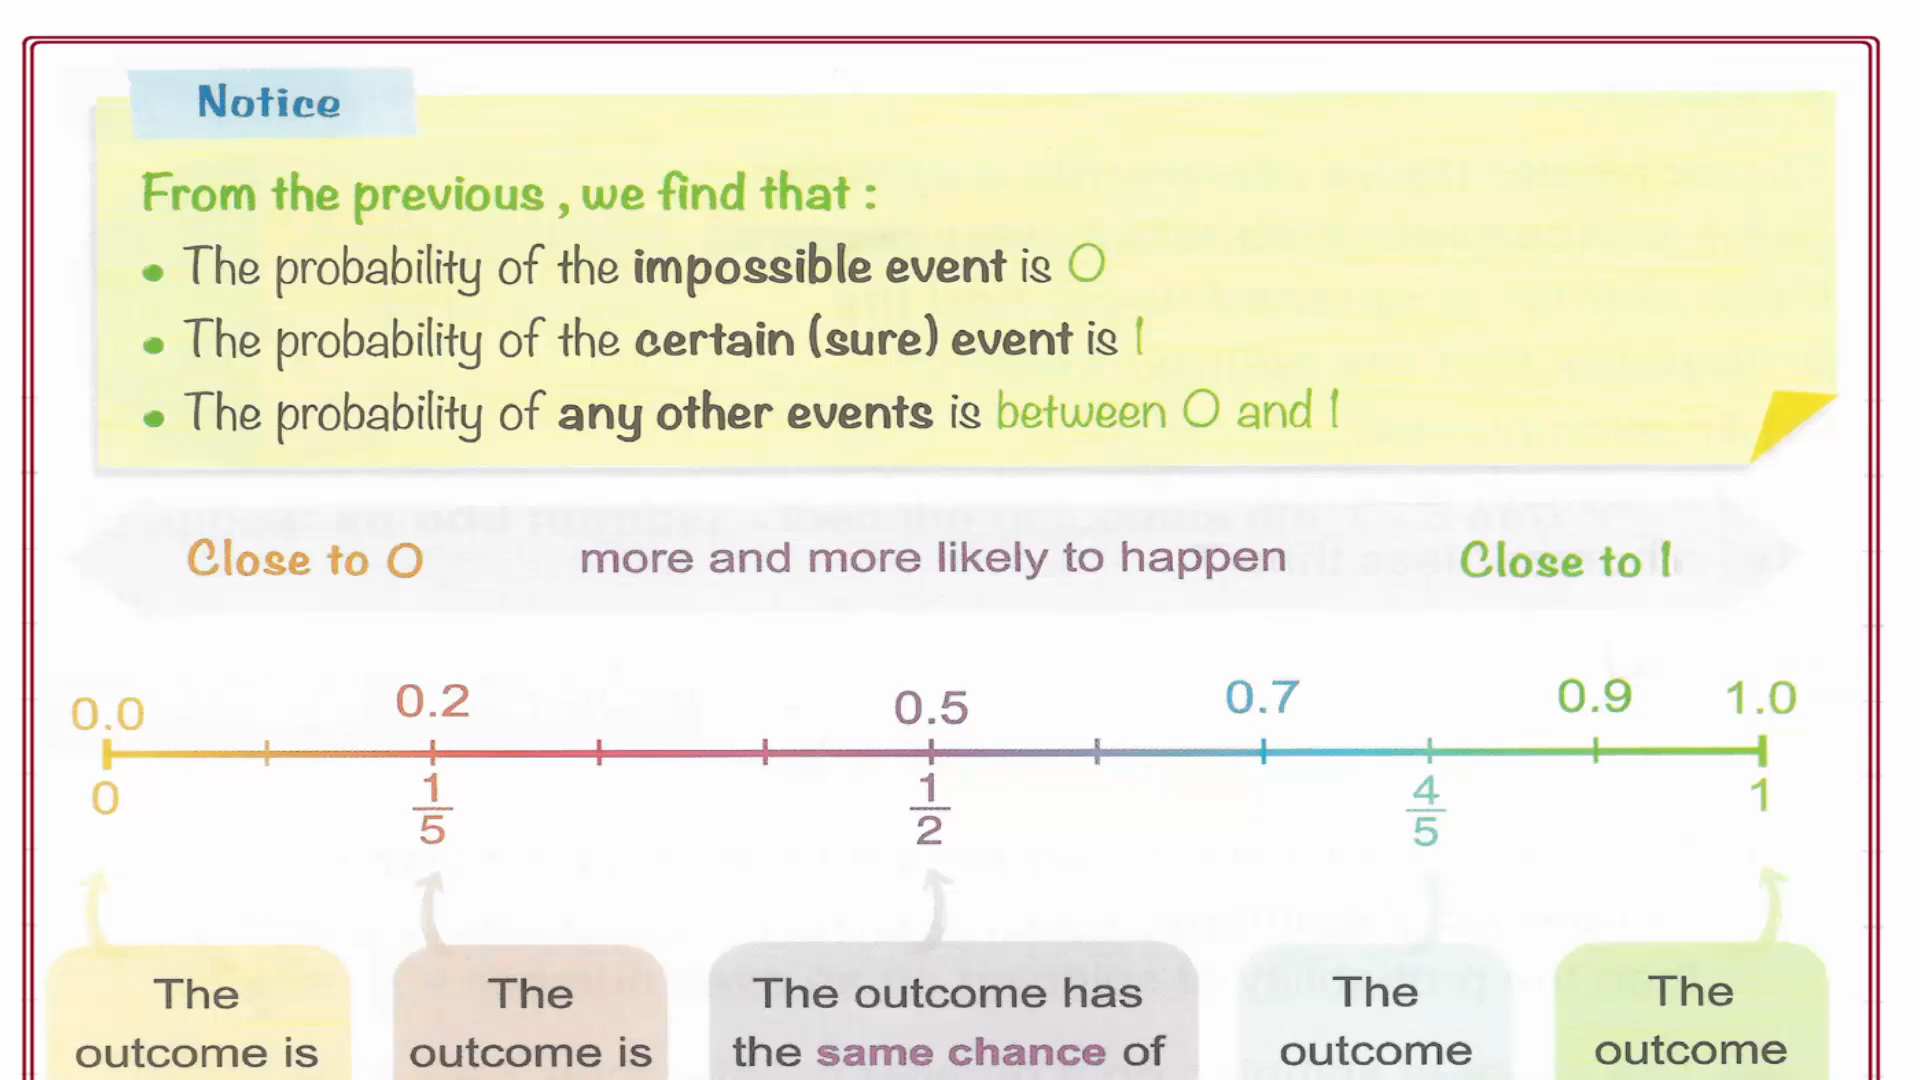 Notice
From the previous , we find that :
• The probability of the impossible event is 0
• The probability of the certain (sure) event is 1
• The probability of any other events is between 0 and 1
Close to 0 more and more likely to happen Close to 1
0.0 0.2 0.5 0.7 0.9 1.0
0 1/5 1/2 4/5 1
The The The outcome has The The
outcome is outcome is the same chance of outcome outcome